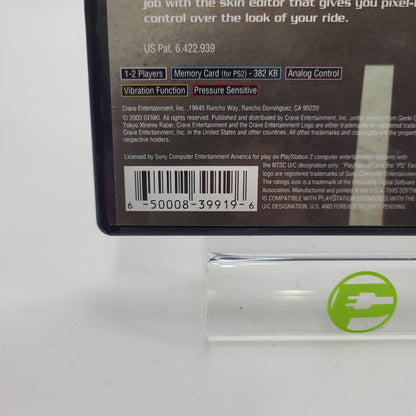 job with the skin editor that gives you pixel-
control over the look of your ride.
US Pat. 6,422,939
1-2 Players Memory Card (for PS2) - 382 KB Analog Control
Vibration Function Pressure Sensitive
Crave Entertainment, Inc. 19645 Rancho Way, Rancho Dominguez, CA 90220
© 2003 GENKI. All rights reserved. Published and distributed by Crave Entertainment, Inc. under license from Genki C
Tokyo Xtreme Racer, Crave Entertainment and the Crave Entertainment Logo are either trademarks or registered trade
Crave Entertainment, Inc. in the United States and other countries. All other trademarks and copyrights are the pr
respective holders.
Licensed by Sony Computer Entertainment America for play on PlayStation 2 computer entertainment systems with
the NTSC U/C designation only. "PlayStation" and the "PS" Fam
logo are registered trademarks of Sony Computer Entertainment
The ratings icon is a trademark of the Interactive Digital Software
Association. Manufactured and printed in the U.S.A. THIS SOFTW
IS COMPATIBLE WITH PLAYSTATION 2 CONSOLES WITH THE
U/C DESIGNATION. U.S. AND FOREIGN PATENTS PENDING.
6 50008 39919 6